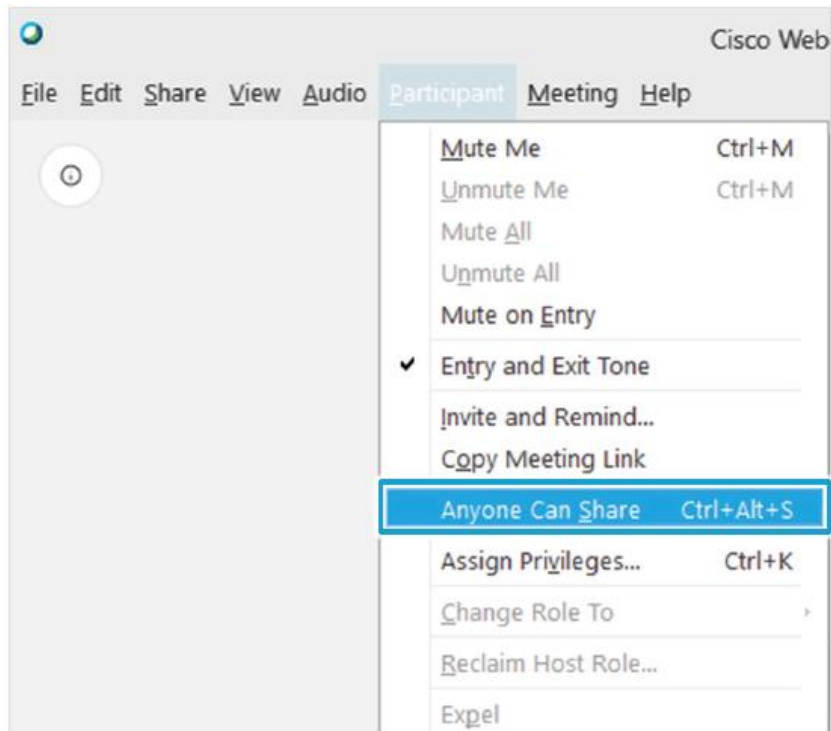 Cisco Web
File Edit Share View Audio Participant Meeting Help
Mute Me Ctrl+M
Unmute Me Ctrl+M
Mute All
Unmute All
Mute on Entry
Entry and Exit Tone
Invite and Remind...
Copy Meeting Link
Anyone Can Share Ctrl+Alt+S
Assign Privileges... Ctrl+K
Change Role To
Reclaim Host Role...
Expel